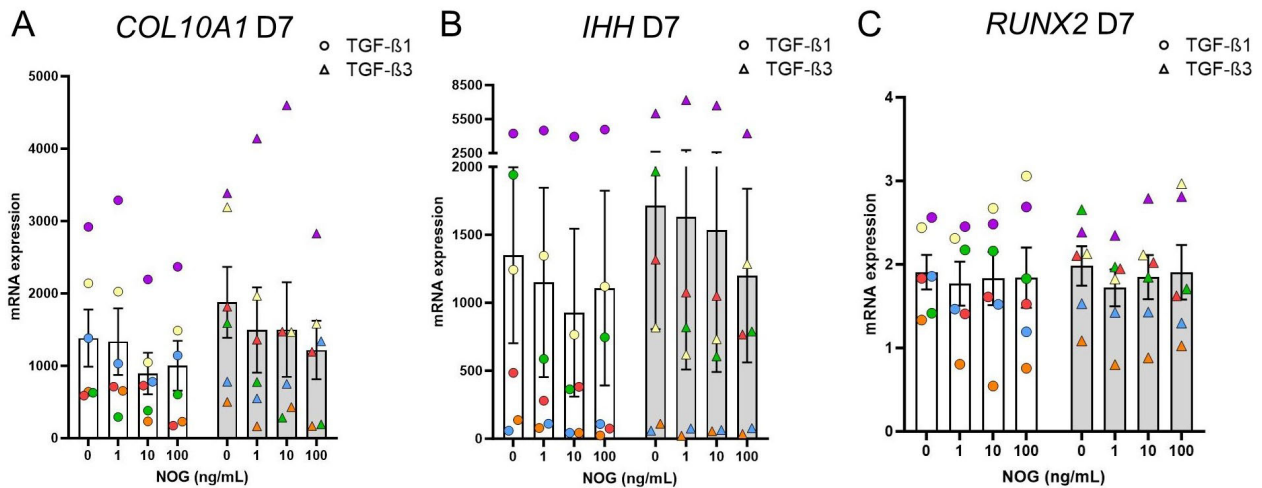 A
COL10A1 D7
TGF-ß1
TGF-ß3
mRNA expression
5000
4000
3000
2000
1000
0
0 1 10 100 0 1 10 100
NOG (ng/mL)
B
IHH D7
TGF-ß1
TGF-ß3
mRNA expression
8500
5500
2500
2000
1500
1000
500
0
0 1 10 100 0 1 10 100
NOG (ng/mL)
C
RUNX2 D7
TGF-ß1
TGF-ß3
mRNA expression
4
3
2
1
0
0 1 10 100 0 1 10 100
NOG (ng/mL)